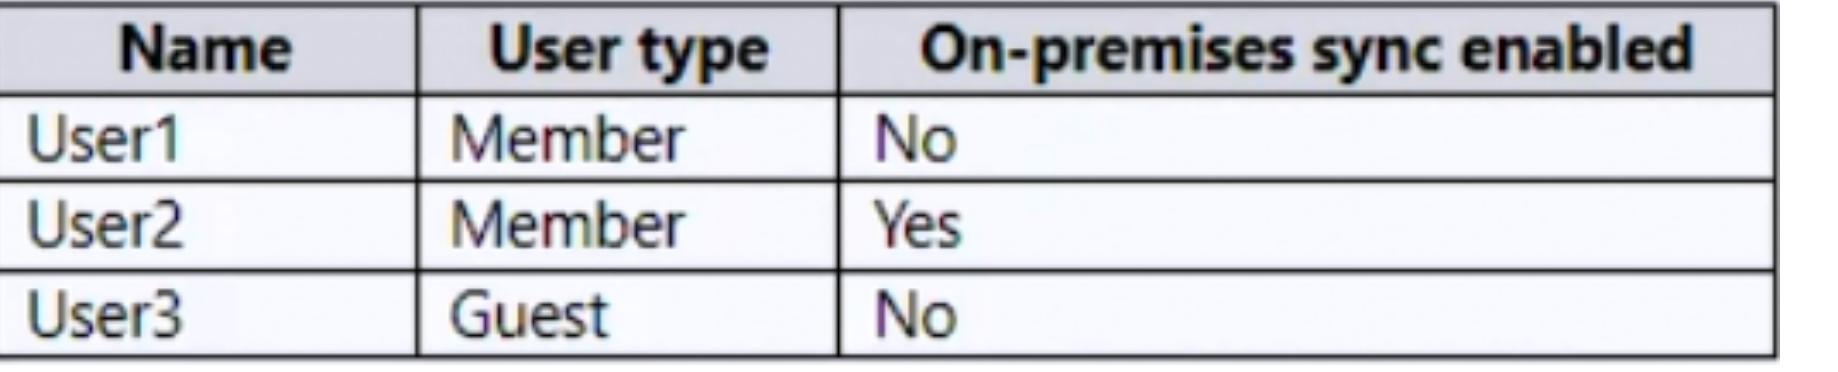 Name User type On-premises sync enabled
User1 Member No
User2 Member Yes
User3 Guest No